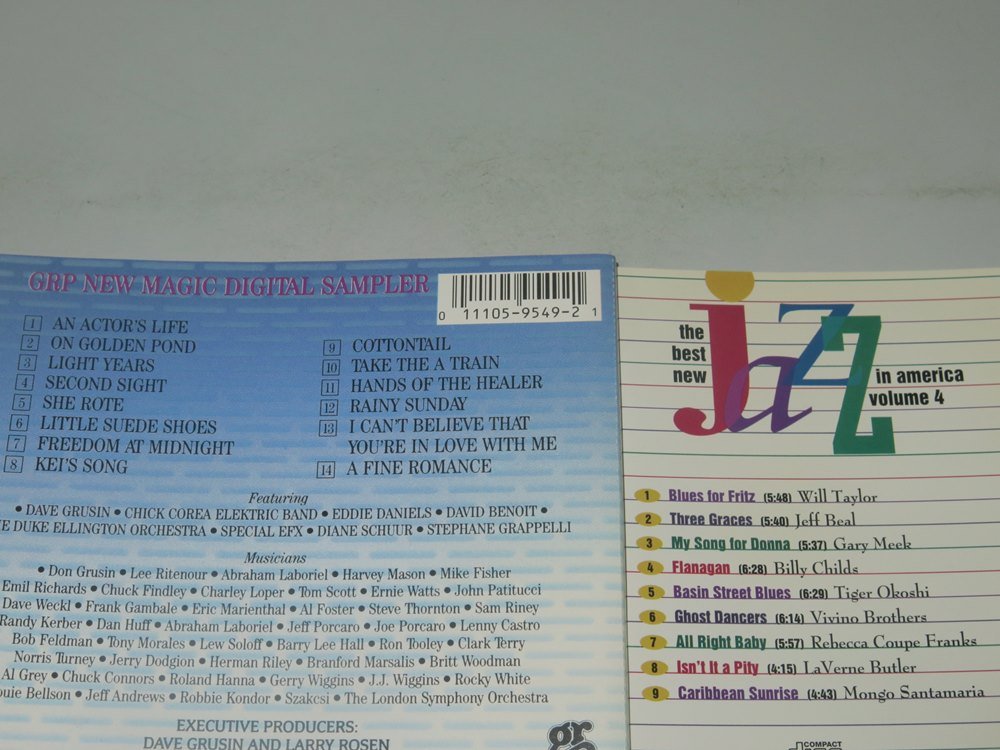 GRP NEW MAGIC DIGITAL SAMPLER
0 11105-9549-2 1
1 AN ACTOR'S LIFE
2 ON GOLDEN POND
3 LIGHT YEARS
4 SECOND SIGHT
5 SHE ROTE
6 LITTLE SUEDE SHOES
7 FREEDOM AT MIDNIGHT
8 KEI'S SONG
9 COTTONTAIL
10 TAKE THE A TRAIN
11 HANDS OF THE HEALER
12 RAINY SUNDAY
13 I CAN'T BELIEVE THAT
YOU'RE IN LOVE WITH ME
14 A FINE ROMANCE
Featuring
• DAVE GRUSIN • CHICK COREA ELEKTRIC BAND • EDDIE DANIELS • DAVID BENOIT •
DUKE ELLINGTON ORCHESTRA • SPECIAL EFX • DIANE SCHUUR • STEPHANE GRAPPELLI
Musicians
• Don Grusin • Lee Ritenour • Abraham Laboriel • Harvey Mason • Mike Fisher
Emil Richards • Chuck Findley • Charley Loper • Tom Scott • Ernie Watts • John Patitucci
Dave Weckl • Frank Gambale • Eric Marienthal • Al Foster • Steve Thornton • Sam Riney
Randy Kerber • Dan Huff • Abraham Laboriel • Jeff Porcaro • Joe Porcaro • Lenny Castro
Bob Feldman • Tony Morales • Lew Soloff • Barry Lee Hall • Ron Tooley • Clark Terry
Norris Turney • Jerry Dodgion • Herman Riley • Branford Marsalis • Britt Woodman
Al Grey • Chuck Connors • Roland Hanna • Gerry Wiggins • J.J. Wiggins • Rocky White
Bellson • Jeff Andrews • Robbie Kondor • Szakcsi • The London Symphony Orchestra
EXECUTIVE PRODUCERS:
DAVE GRUSIN AND LARRY ROSEN
gr
the
best
new
jazz
in america
volume 4
1 Blues for Fritz (5:48) Will Taylor
2 Three Graces (5:40) Jeff Beal
3 My Song for Donna (5:37) Gary Meek
4 Flanagan (6:28) Billy Childs
5 Basin Street Blues (6:29) Tiger Okoshi
6 Ghost Dancers (6:14) Vivino Brothers
7 All Right Baby (5:57) Rebecca Coupe Franks
8 Isn't It a Pity (4:15) LaVerne Butler
9 Caribbean Sunrise (4:43) Mongo Santamaria
COMPACT